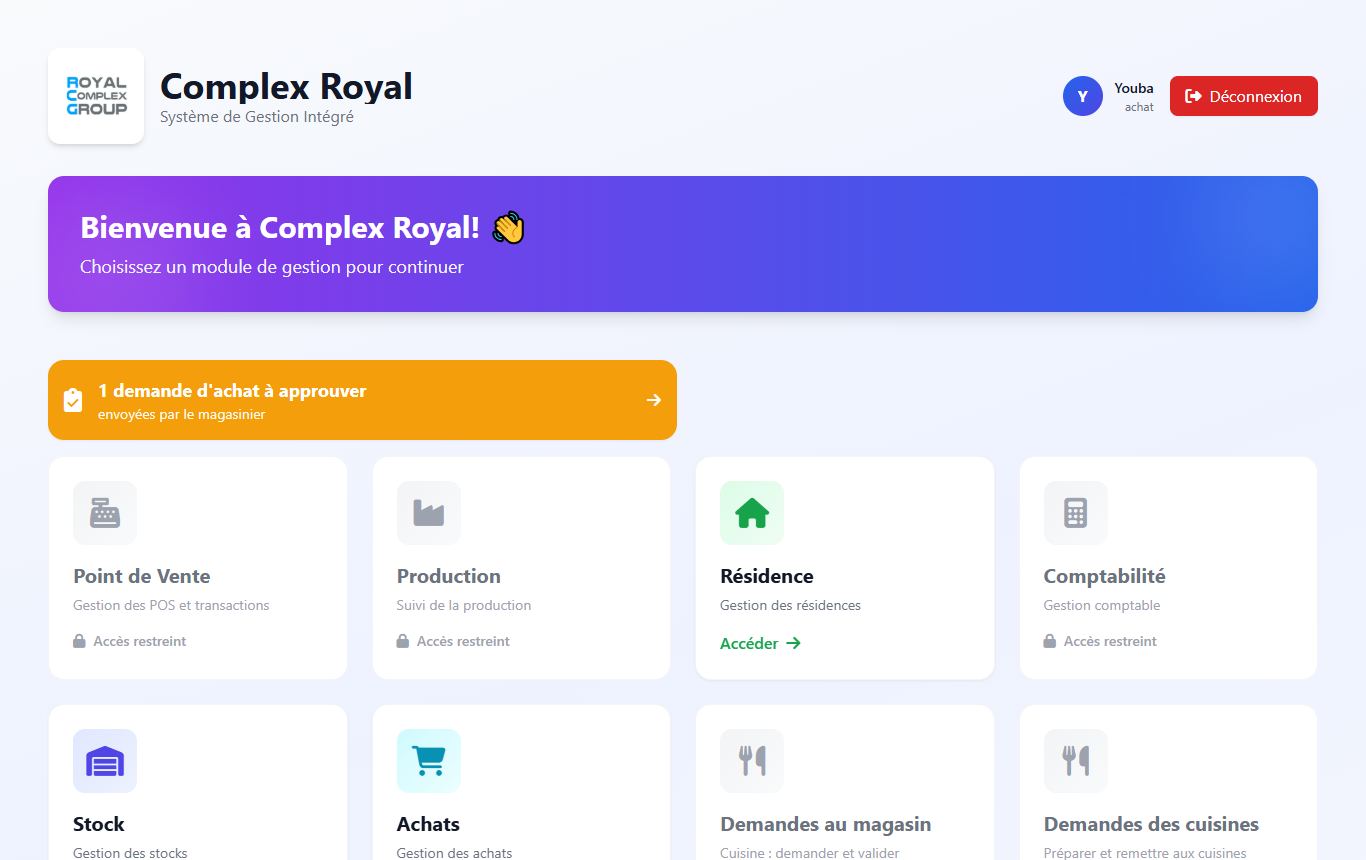 ROYAL
COMPLEX
GROUP
Complex Royal
Système de Gestion Intégré
Y
Youba
achat
Déconnexion
Bienvenue à Complex Royal! 👋
Choisissez un module de gestion pour continuer
1 demande d'achat à approuver
envoyées par le magasinier
Point de Vente
Gestion des POS et transactions
Accès restreint
Production
Suivi de la production
Accès restreint
Résidence
Gestion des résidences
Accéder →
Comptabilité
Gestion comptable
Accès restreint
Stock
Gestion des stocks
Achats
Gestion des achats
Demandes au magasin
Cuisine : demander et valider
Demandes des cuisines
Préparer et remettre aux cuisines